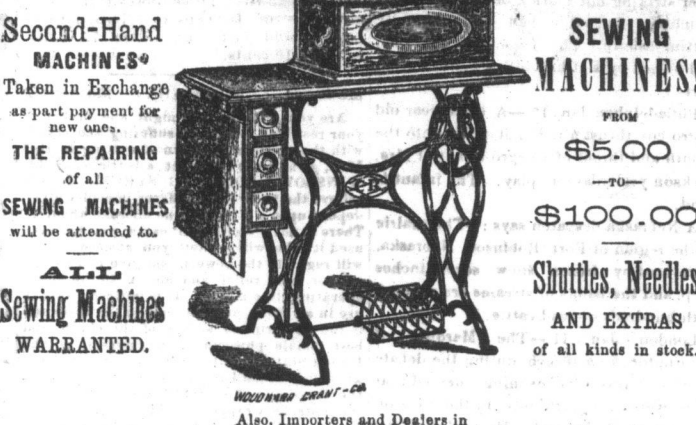 Second-Hand
MACHINES
Taken in Exchange
as part payment for
new ones.
THE REPAIRING
of all
SEWING MACHINES
will be attended to.
ALL
Sewing Machines
WARRANTED.
WOODWARD GRANT-CO.
SEWING
MACHINES!
FROM
$5.00
—TO—
$100.00
Shuttles, Needles
AND EXTRAS
of all kinds in stock.
Also, Importers and Dealers in